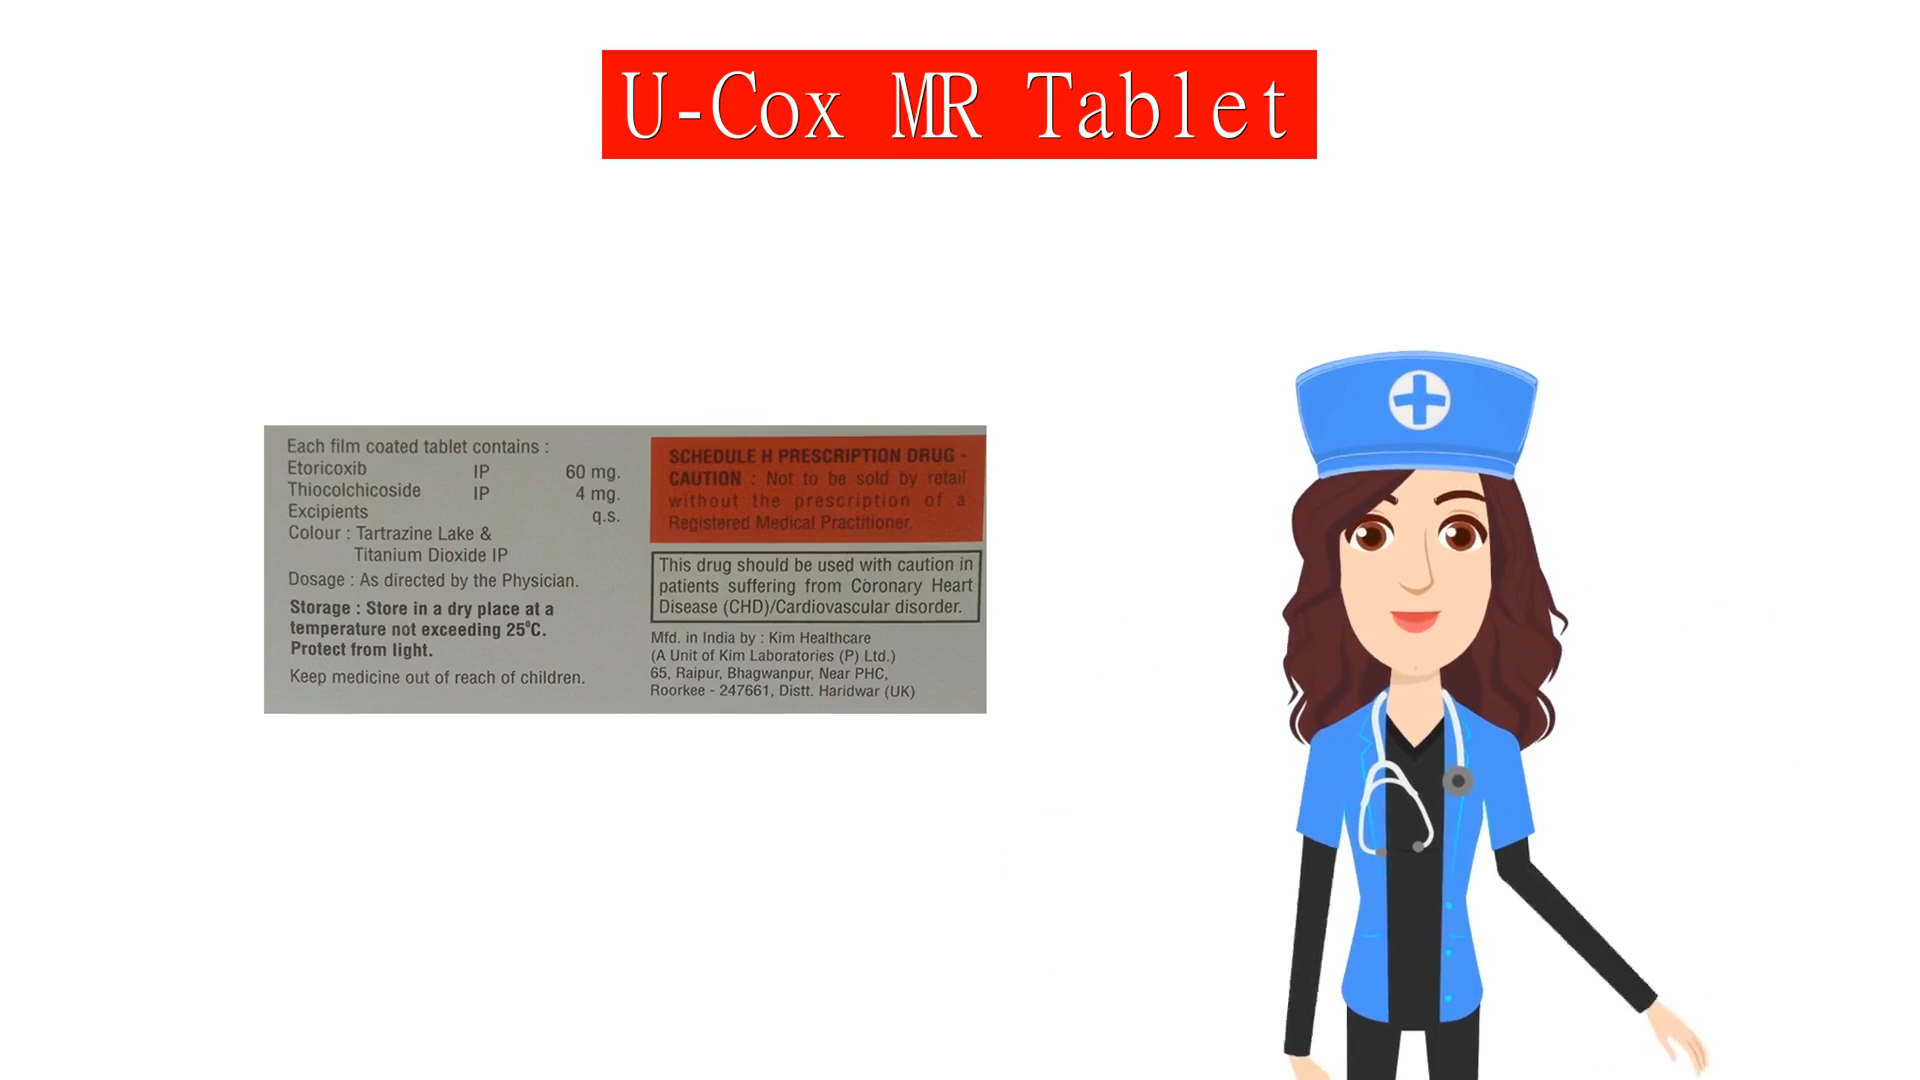 U-Cox MR Tablet
Each film coated tablet contains :
Etoricoxib IP 60 mg.
Thiocolchicoside IP 4 mg.
Excipients q.s.
Colour : Tartrazine Lake &
Titanium Dioxide IP
Dosage : As directed by the Physician.
Storage : Store in a dry place at a
temperature not exceeding 25⁰C.
Protect from light.
Keep medicine out of reach of children.
SCHEDULE H PRESCRIPTION DRUG -
CAUTION : Not to be sold by retail
without the prescription of a
Registered Medical Practitioner.
This drug should be used with caution in
patients suffering from Coronary Heart
Disease (CHD)/Cardiovascular disorder.
Mfd. in India by : Kim Healthcare
(A Unit of Kim Laboratories (P) Ltd.)
65, Raipur, Bhagwanpur, Near PHC,
Roorkee - 247661, Distt. Haridwar (UK)